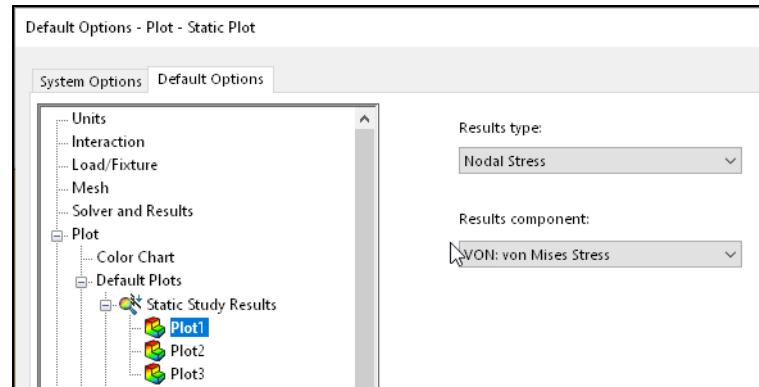 Default Options - Plot - Static Plot
System Options
Default Options
Units
Interaction
Load/Fixture
Mesh
Solver and Results
Plot
Color Chart
Default Plots
Static Study Results
Plot1
Plot2
Plot3
Results type:
Nodal Stress
Results component:
VON: von Mises Stress